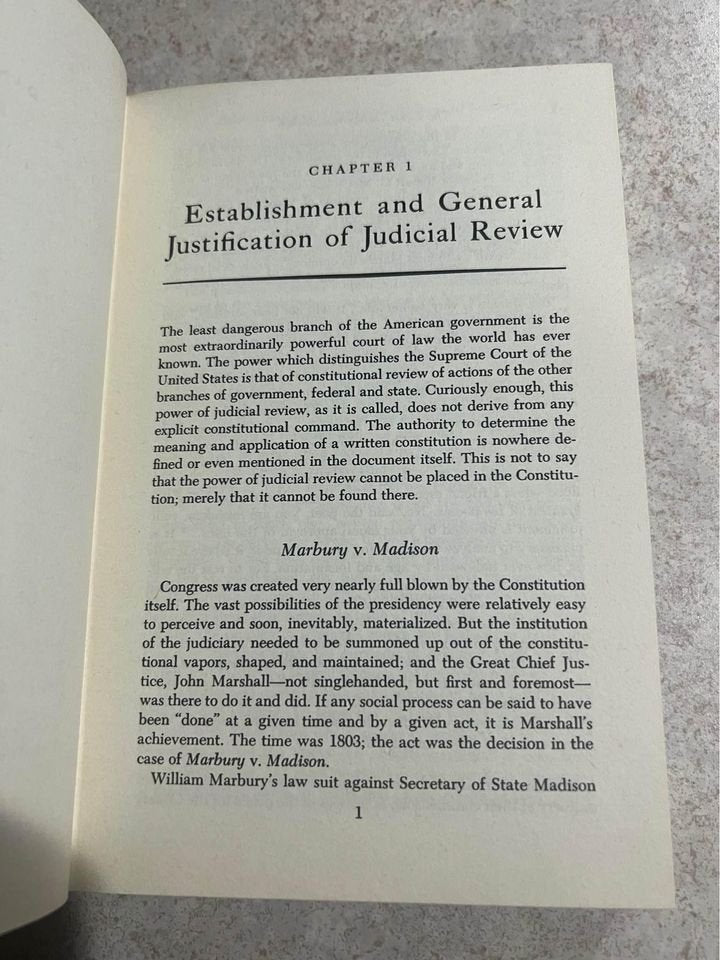 CHAPTER 1
Establishment and General
Justification of Judicial Review
The least dangerous branch of the American government is the
most extraordinarily powerful court of law the world has ever
known. The power which distinguishes the Supreme Court of the
United States is that of constitutional review of actions of the other
branches of government, federal and state. Curiously enough, this
power of judicial review, as it is called, does not derive from any
explicit constitutional command. The authority to determine the
meaning and application of a written constitution is nowhere de-
fined or even mentioned in the document itself. This is not to say
that the power of judicial review cannot be placed in the Constitu-
tion; merely that it cannot be found there.
Marbury v. Madison
Congress was created very nearly full blown by the Constitution
itself. The vast possibilities of the presidency were relatively easy
to perceive and soon, inevitably, materialized. But the institution
of the judiciary needed to be summoned up out of the constitu-
tional vapors, shaped, and maintained; and the Great Chief Jus-
tice, John Marshall—not singlehanded, but first and foremost—
was there to do it and did. If any social process can be said to have
been “done” at a given time and by a given act, it is Marshall’s
achievement. The time was 1803; the act was the decision in the
case of Marbury v. Madison.
William Marbury’s law suit against Secretary of State Madison
1